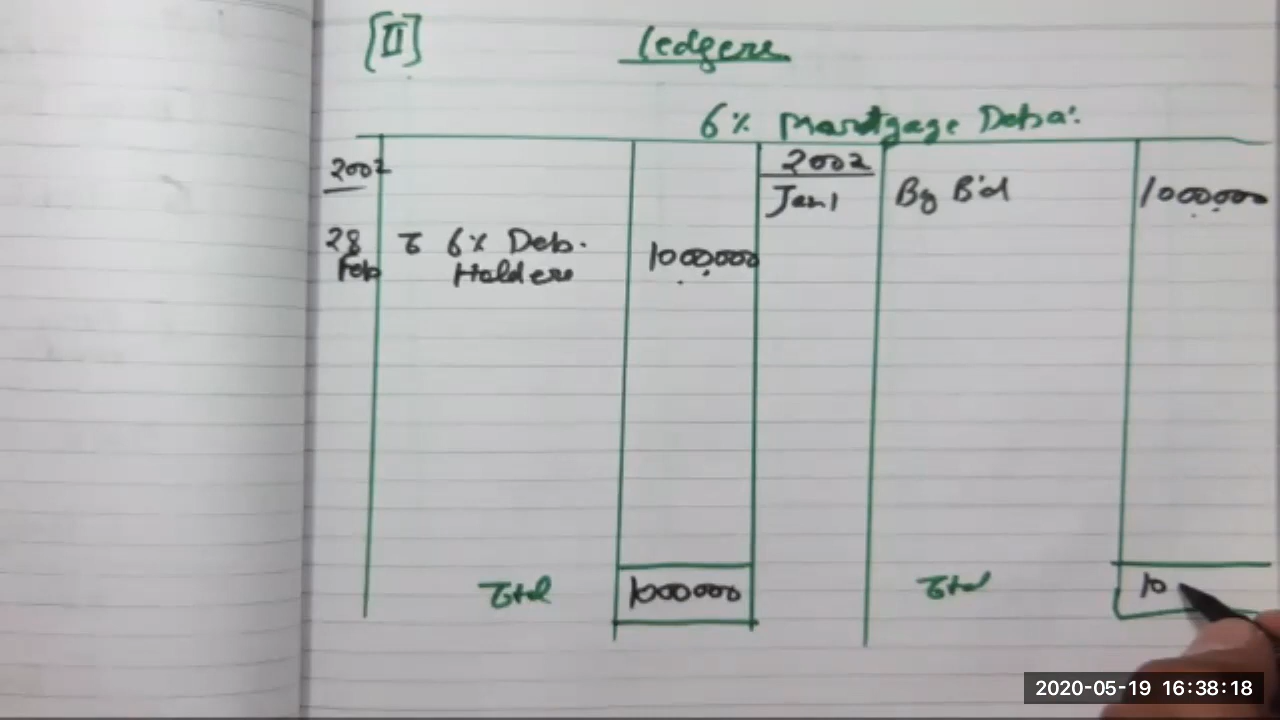 [II] Ledgers
6% Mortgage Deba:
2002
2002
Jan 1 By B'd 1000000
28 Feb To 6% Deb. Holders 1000000
Total 1000000
Total 10
2020-05-19 16:38:18